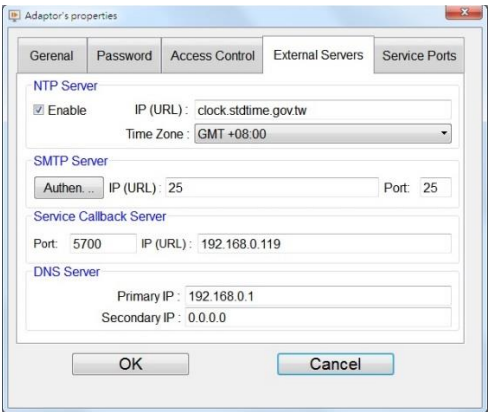 Adaptor's properties
Gerenal Password Access Control External Servers Service Ports
NTP Server
Enable IP (URL) : clock.stdtime.gov.tw
Time Zone : GMT +08:00
SMTP Server
Authen. .. IP (URL) : 25 Port: 25
Service Callback Server
Port: 5700 IP (URL) : 192.168.0.119
DNS Server
Primary IP : 192.168.0.1
Secondary IP : 0.0.0.0
OK Cancel